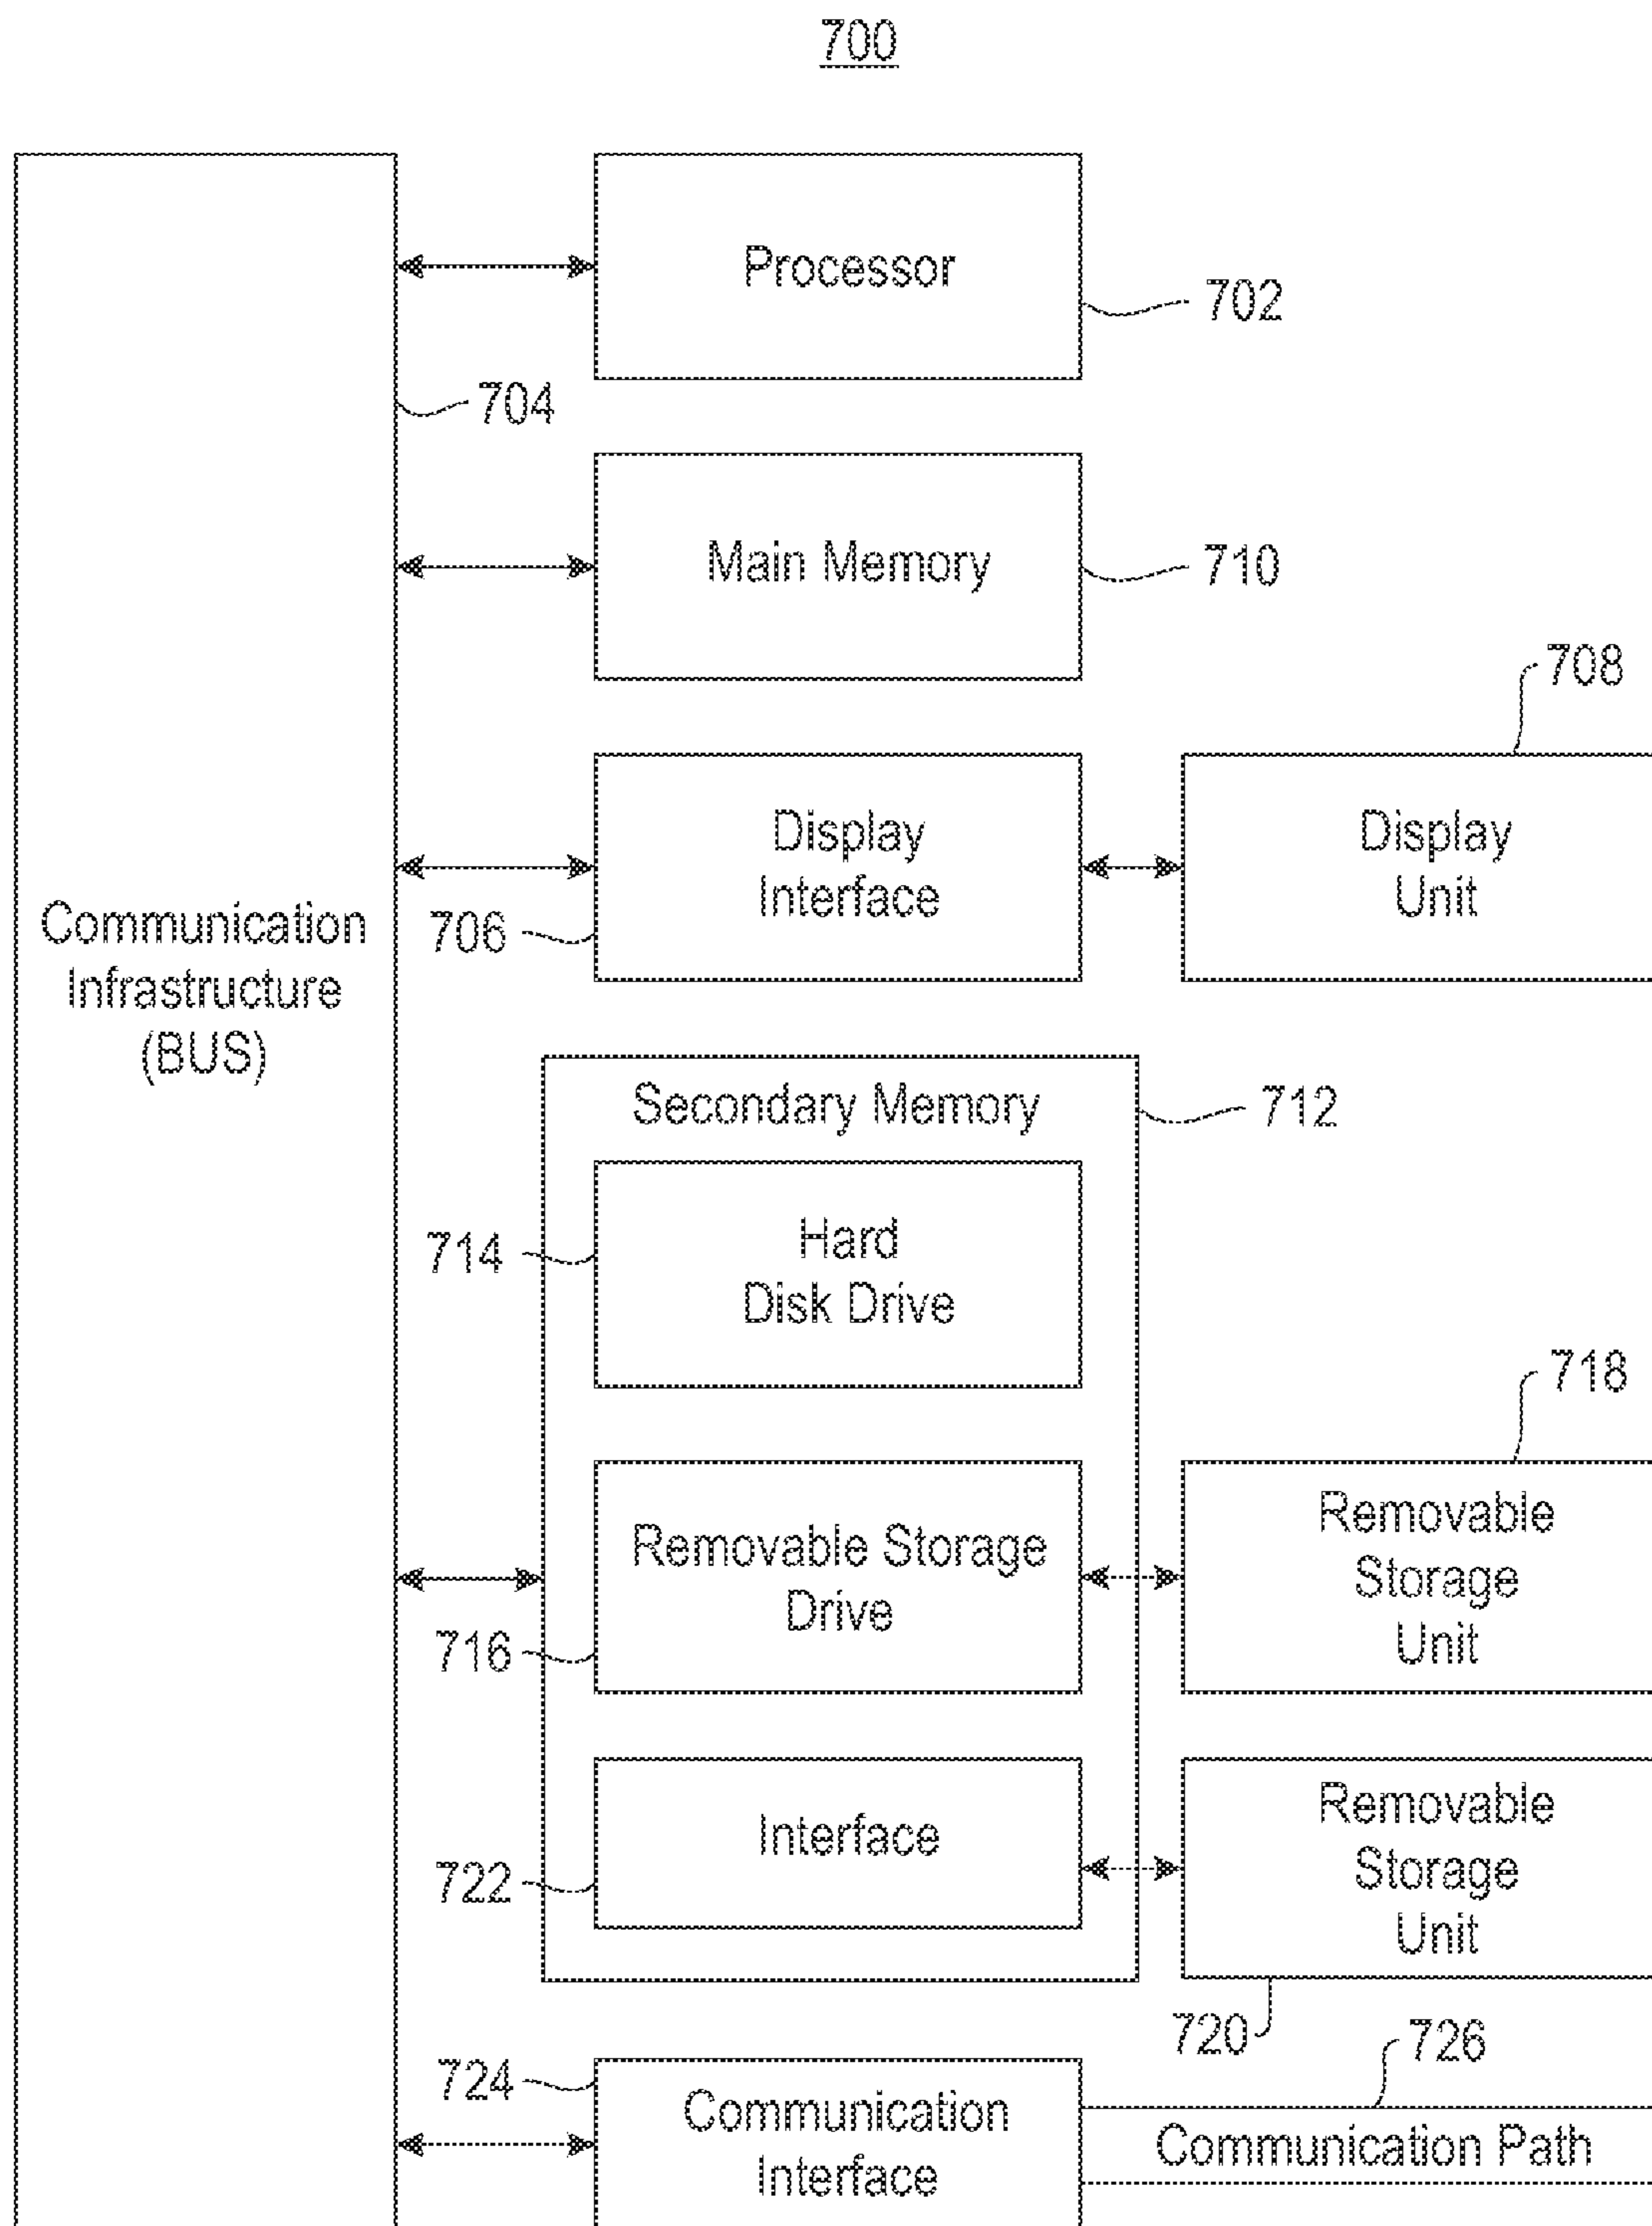 700
Processor
702
704
Main Memory
710
708
Display
Interface
Display
Unit
706
Communication
Infrastructure
(BUS)
Secondary Memory
712
Hard
Disk Drive
714
718
Removable Storage
Drive
Removable
Storage
Unit
716
Interface
Removable
Storage
Unit
722
720
726
724
Communication
Interface
Communication Path